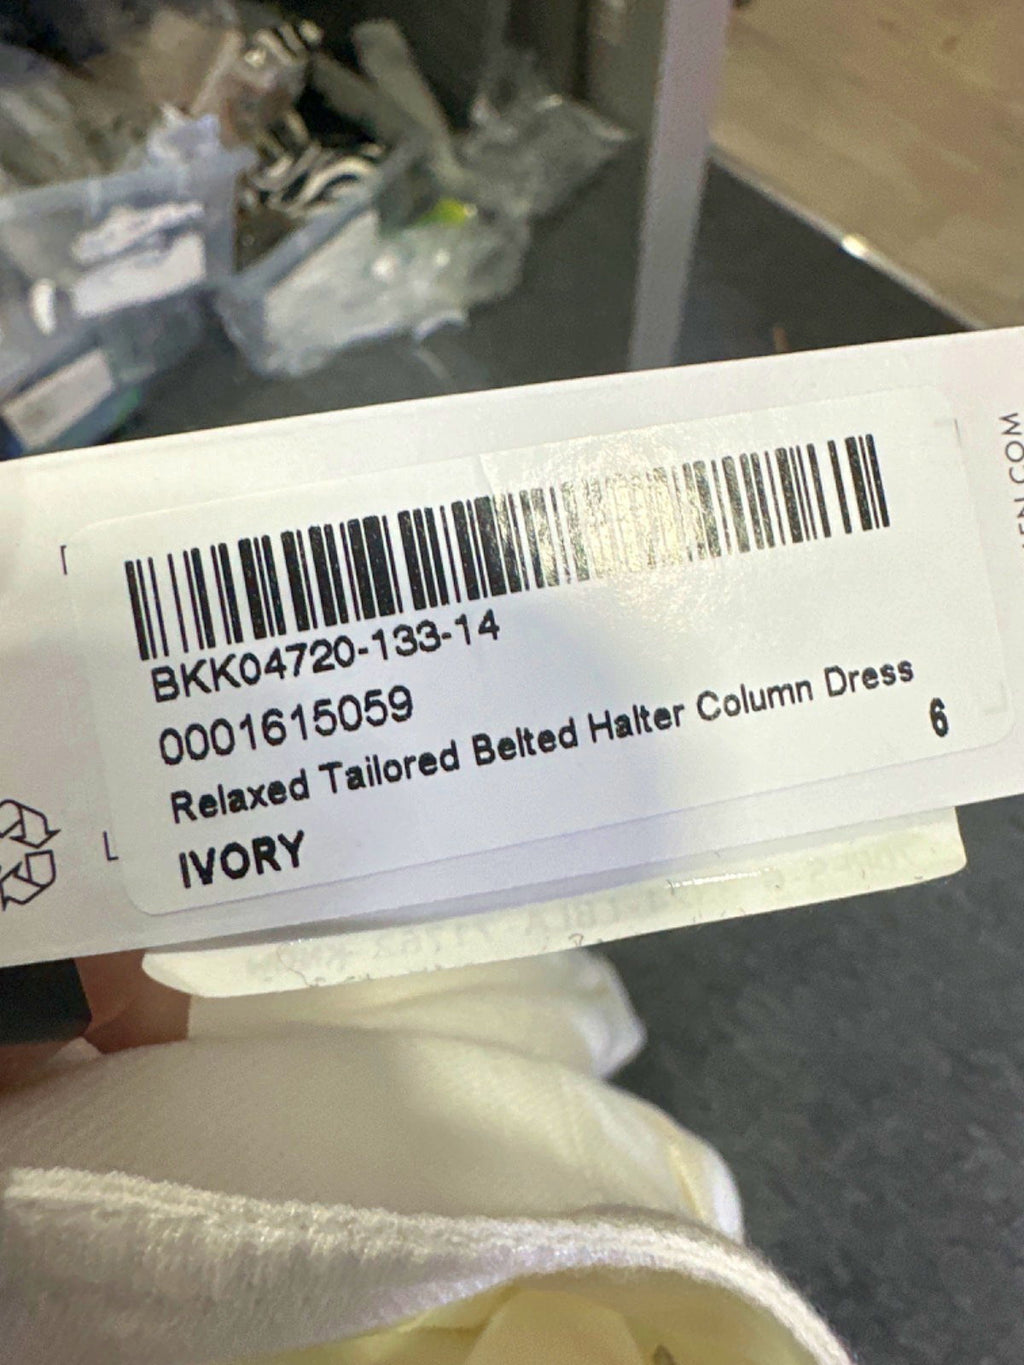 BKK04720-133-14
0001615059
Relaxed Tailored Belted Halter Column Dress
6
IVORY